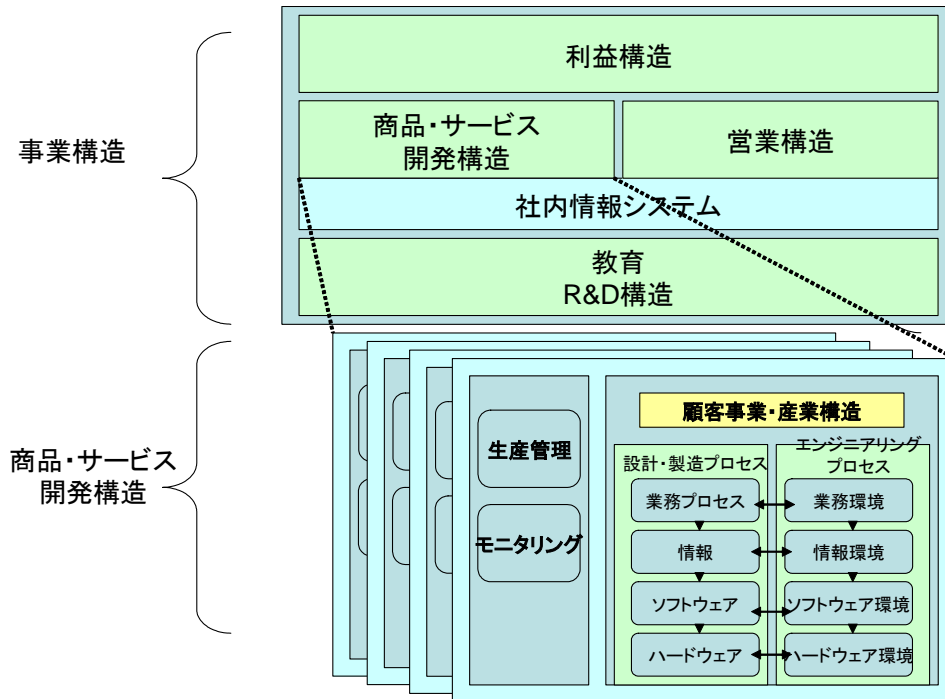 事業構造
利益構造
商品・サービス
開発構造
営業構造
社内情報システム
教育
R&D構造
商品・サービス
開発構造
生産管理
モニタリング
顧客事業・産業構造
設計・製造プロセス
エンジニアリング
プロセス
業務プロセス
業務環境
情報
情報環境
ソフトウェア
ソフトウェア環境
ハードウェア
ハードウェア環境